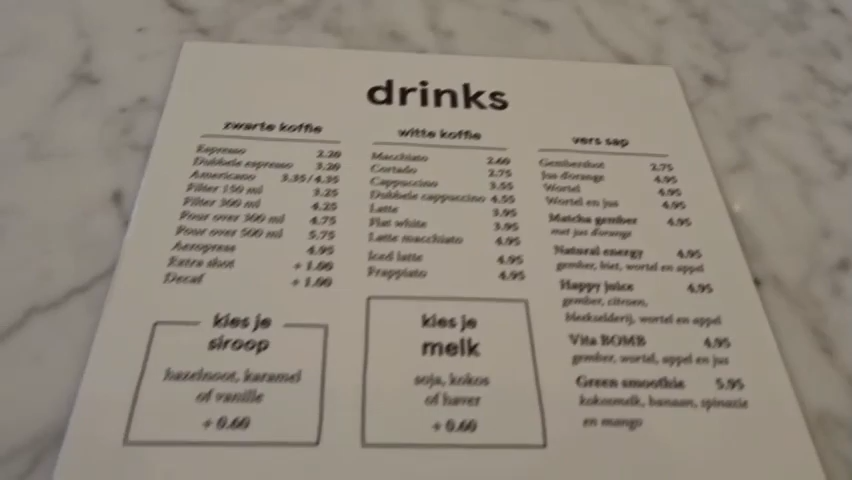 drinks
zwarte koffie
Espresso 2.20
Dubbele espresso 3.20
Americano 3.35/4.35
Filter 150 ml 3.25
Filter 300 ml 4.25
Pour over 300 ml 4.75
Pour over 500 ml 5.75
Aeropress 4.95
Extra shot + 1.00
Decaf + 1.00
kies je
siroop
hazelnoot, karamel
of vanille
+ 0.60
witte koffie
Macchiato 2.60
Cortado 2.75
Cappuccino 3.55
Dubbele cappuccino 4.55
Latte 3.95
Flat white 3.95
Latte macchiato 4.95
Iced latte 4.95
Frappiato 4.95
kies je
melk
soja, kokos
of haver
+ 0.60
vers sap
Gembershot 2.75
Jus d'orange 4.95
Wortel 4.95
Wortel en jus 4.95
Matcha gember 4.95
met jus d'orange
Natural energy 4.95
gember, biet, wortel en appel
Happy juice 4.95
gember, citroen,
bleekselderij, wortel en appel
Vita BOMB 4.95
gember, wortel, appel en jus
Green smoothie 5.95
kokosmelk, banaan, spinazie
en mango